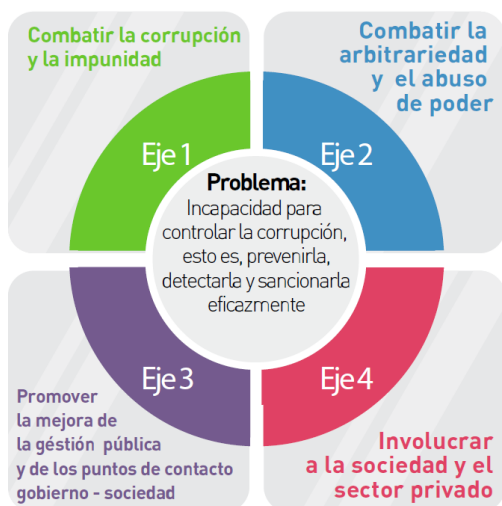 Combatir la corrupción
y la impunidad
Combatir la
arbitrariedad
y el abuso
de poder
Eje 1
Eje 2
Problema:
Incapacidad para
controlar la corrupción,
esto es, prevenirla,
detectarla y sancionarla
eficazmente
Eje 3
Eje 4
Promover
la mejora de
la géstión pública
y de los puntos de contacto
gobierno - sociedad
Involucrar
a la sociedad y el
sector privado